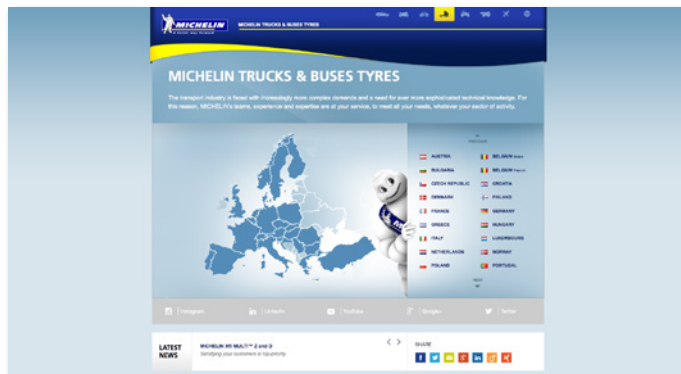 MICHELIN
MICHELIN TRUCKS & BUSES TYRES
MICHELIN TRUCKS & BUSES TYRES
The transport industry is faced with increasingly more complex demands and a need for ever more sophisticated technical knowledge. For
this reason, MICHELIN's teams, experience and expertise are at your service, to meet all your needs, whatever your sector of activity.
AUSTRIA
BELGIUM
BULGARIA
BELGIUM
CZECH REPUBLIC
CROATIA
DENMARK
FINLAND
FRANCE
GERMANY
GREECE
HUNGARY
ITALY
LUXEMBOURG
NETHERLANDS
NORWAY
POLAND
PORTUGAL
MICHELIN
Instagram
LinkedIn
YouTube
Google+
Twitter
LATEST
NEWS
MICHELIN X® MULTI™ Z and D
Satisfying your customers is top priority
SHARE